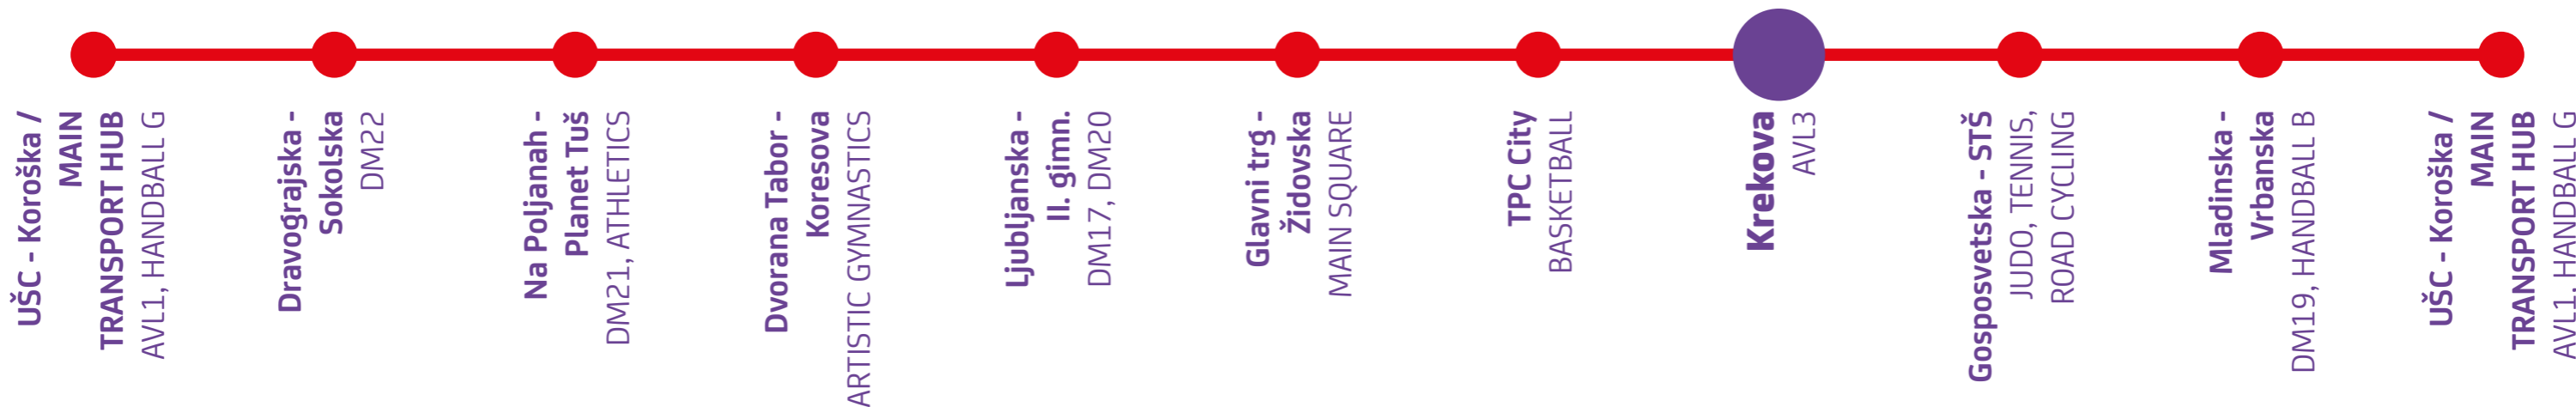 UŠC - Koroška /
MAIN
TRANSPORT HUB
AVL1, HANDBALL G
Dravograjska -
Sokolska
DM22
Na Poljanah -
Planet Tuš
DM21, ATHLETICS
Dvorana Tabor -
Koresova
ARTISTIC GYMNASTICS
Ljubljanska -
II. gimn.
DM17, DM20
Glavni trg -
Židovska
MAIN SQUARE
TPC City
BASKETBALL
Krekova
AVL3
Gosposvetska - STŠ
JUDO, TENNIS,
ROAD CYCLING
Mladinska -
Vrbanska
DM19, HANDBALL B
UŠC - Koroška /
MAIN
TRANSPORT HUB
AVL1, HANDBALL G